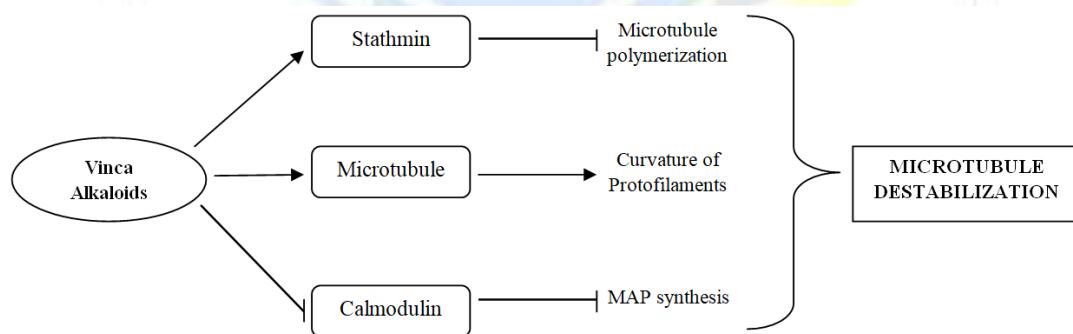 Stathmin
Microtubule
polymerization
Vinca
Alkaloids
Microtubule
Curvature of
Protofilaments
MICROTUBULE
DESTABILIZATION
Calmodulin
MAP synthesis